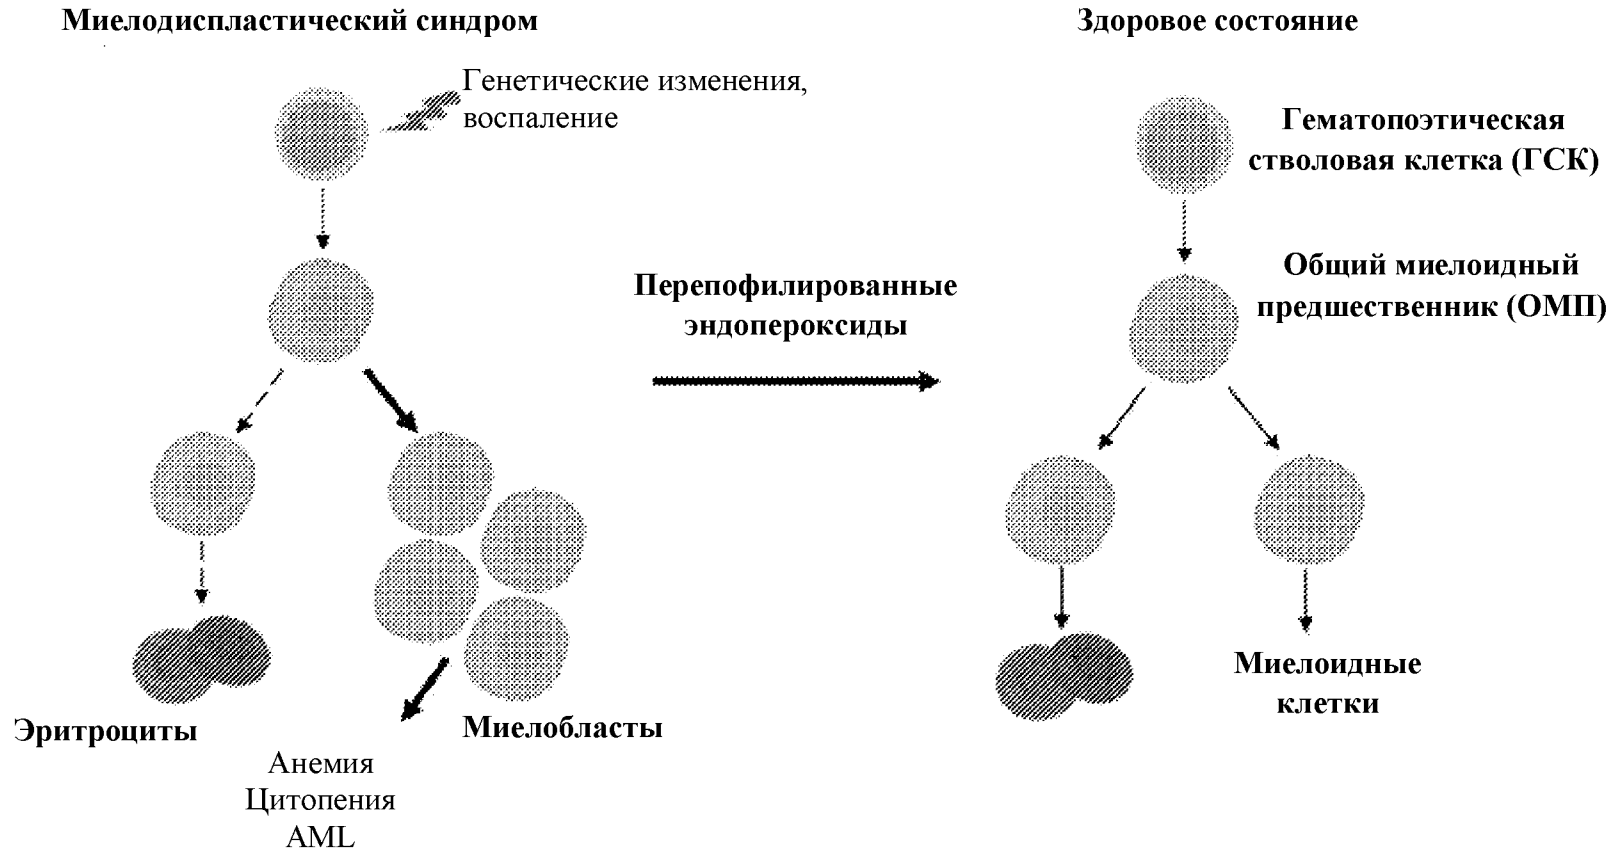 Миелодиспластический синдром
Генетические изменения,
воспаление
Эритроциты
Миелобласты
Анемия
Цитопения
AML
Перепофилированные
эндопероксиды
Здоровое состояние
Гематопоэтическая
стволовая клетка (ГСК)
Общий миелоидный
предшественник (ОМП)
Миелоидные
клетки